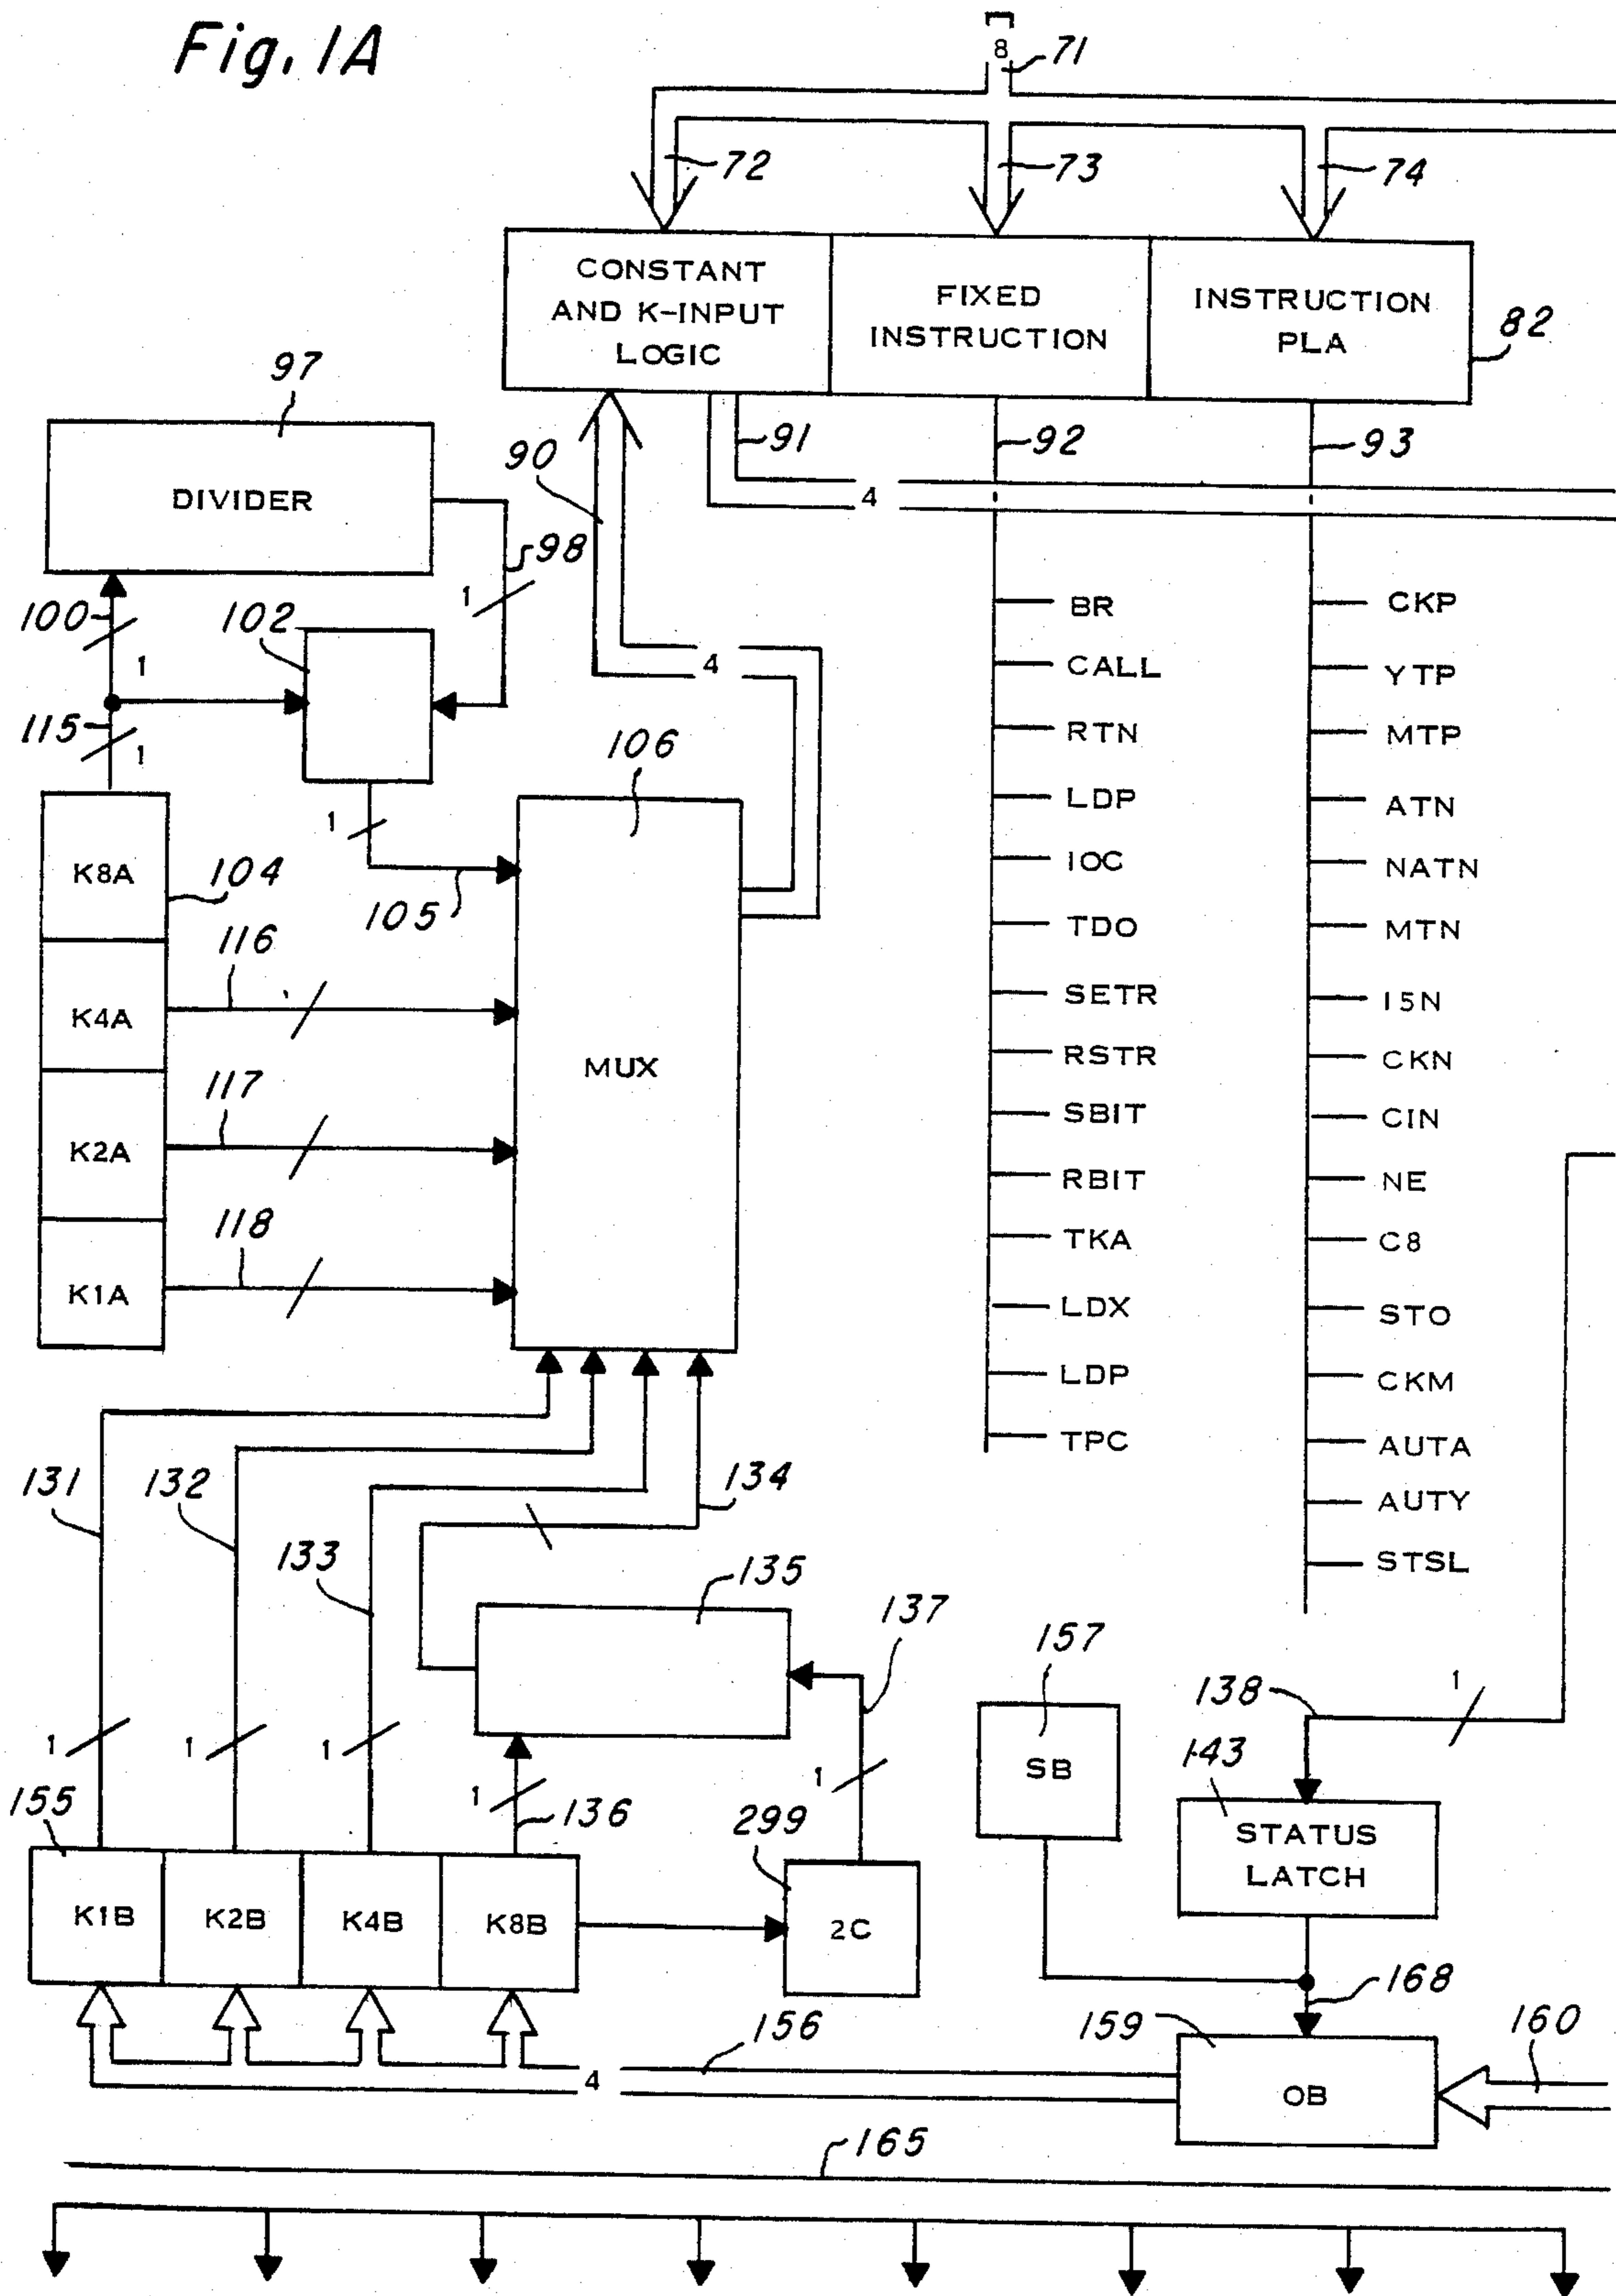 Fig. 1A
8
71
72
73
74
CONSTANT
AND K-INPUT
LOGIC
FIXED
INSTRUCTION
INSTRUCTION
PLA
82
97
DIVIDER
90
91
92
93
4
98
1
100
1
102
115
1
4
106
1
105
K8A
104
116
K4A
MUX
117
K2A
118
K1A
BR
CALL
RTN
LDP
IOC
TDO
SETR
RSTR
SBIT
RBIT
TKA
LDX
LDP
TPC
CKP
YTP
MTP
ATN
NATN
MTN
15N
CKN
CIN
NE
C8
STO
CKM
AUTA
AUTY
STSL
131
132
133
134
135
137
157
138
1
143
SB
STATUS
LATCH
1
1
1
1
136
1
155
299
K1B
K2B
K4B
K8B
2C
168
156
159
160
4
OB
165